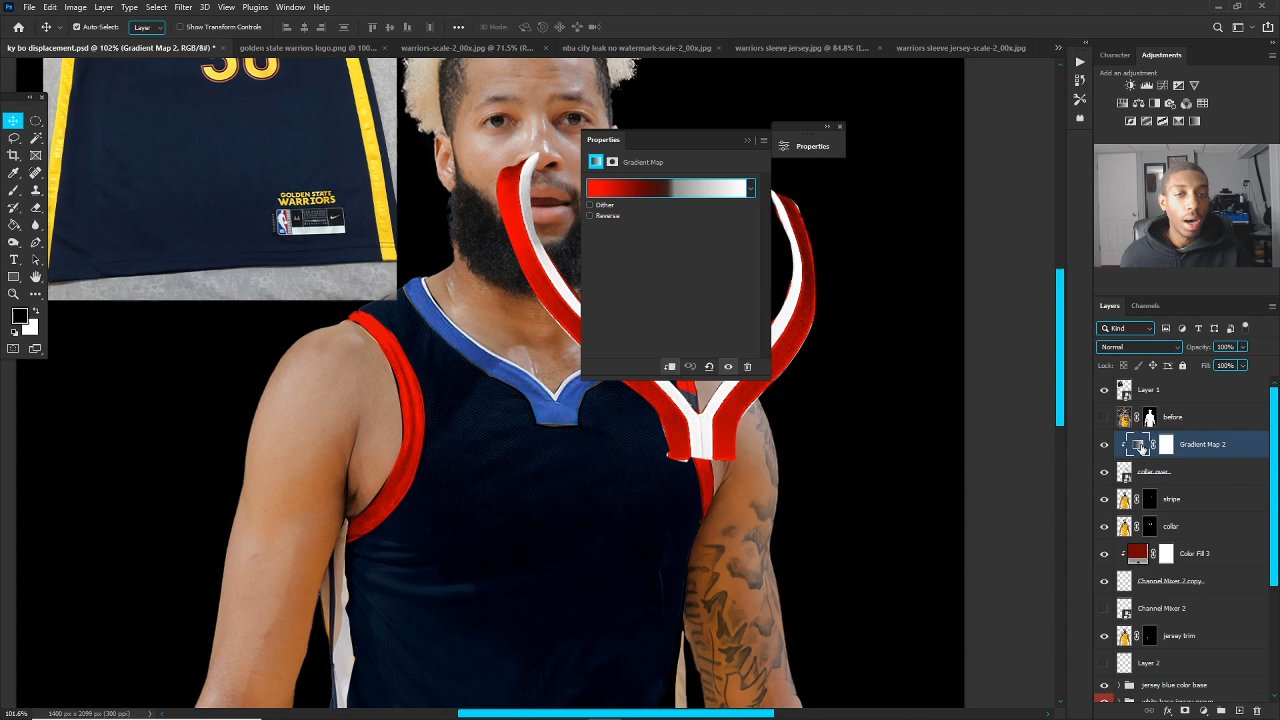 File Edit Image Layer Type Select Filter 3D View Plugins Window Help
Auto-Select: Layer Show Transform Controls 3D Mode:
ky bo displacement.psd @ 102% (Gradient Map 2, RGB/8#) * golden state warriors logo.png @ 100... warriors-scale-2_00x.jpg @ 71.5% (R... nba city leak no watermark-scale-2_00x.jpg warriors sleeve jersey.jpg @ 84.8% (L... warriors sleeve jersey-scale-2_00x.jpg
Character Adjustments
Add an adjustment
30
GOLDEN STATE
WARRIORS
44
Properties
Gradient Map
Dither
Reverse
Properties
Layers Channels
Kind
Normal Opacity: 100%
Lock: Fill: 100%
Layer 1
before
Gradient Map 2
collar over
stripe
collar
Color Fill 3
Channel Mixer 2 copy
Channel Mixer 2
jersey trim
Layer 2
jersey blue color base
101.6% 1400 px x 2099 px (300 ppi)